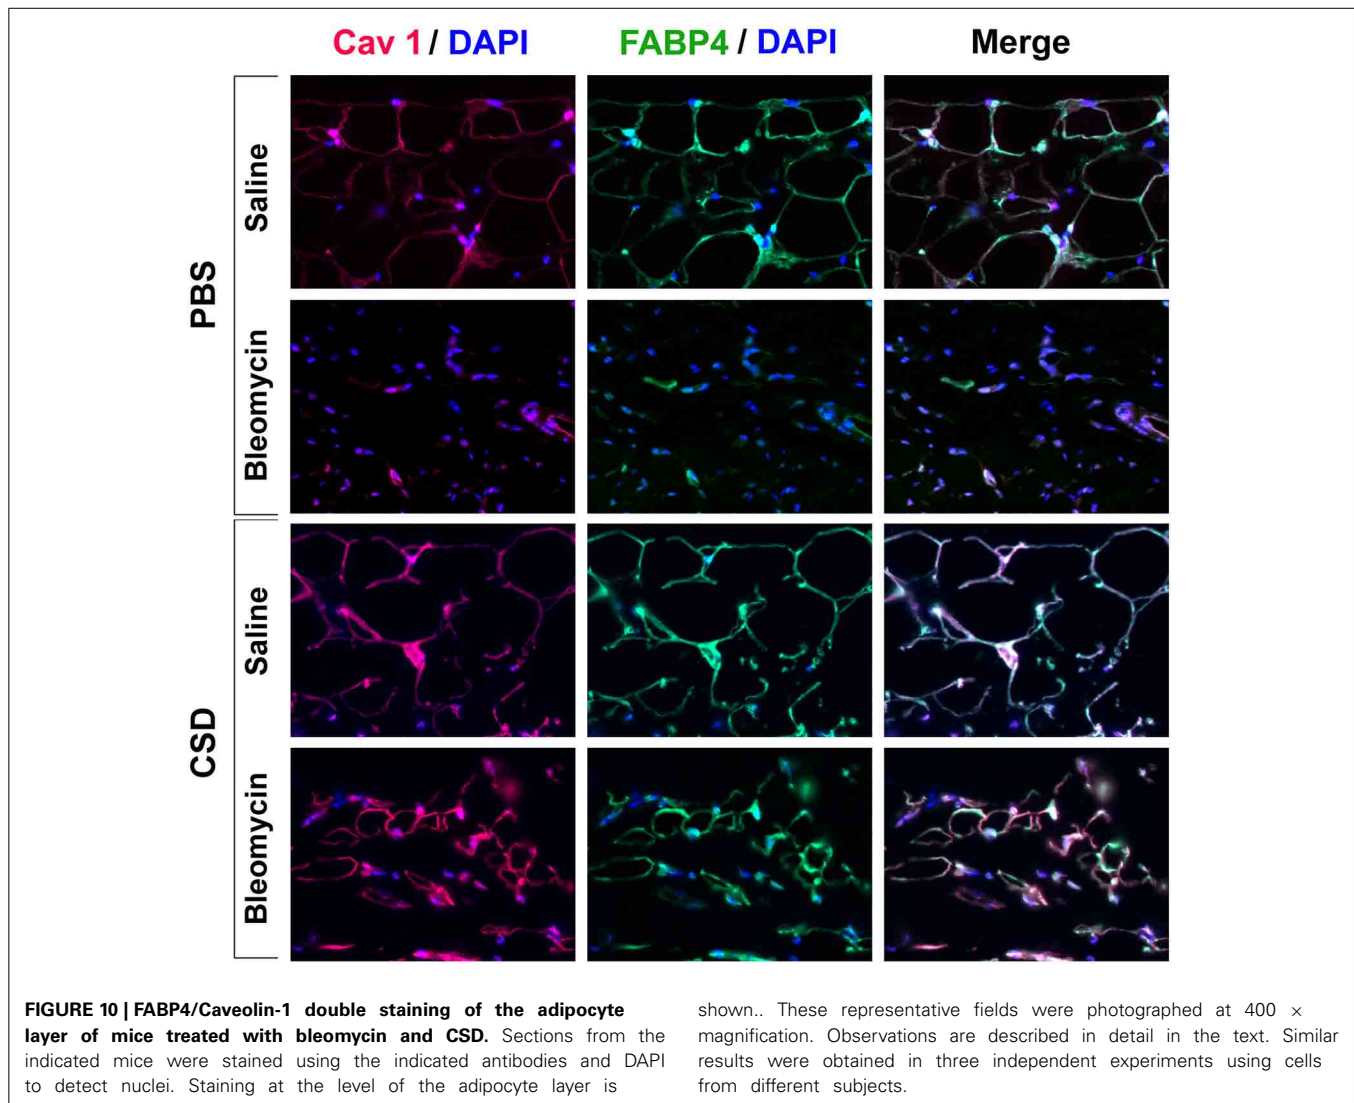 Cav 1 / DAPI
FABP4 / DAPI
Merge
PBS
Saline
Bleomycin
CSD
Saline
Bleomycin
FIGURE 10 | FABP4/Caveolin-1 double staining of the adipocyte
layer of mice treated with bleomycin and CSD. Sections from the
indicated mice were stained using the indicated antibodies and DAPI
to detect nuclei. Staining at the level of the adipocyte layer is
shown.. These representative fields were photographed at 400 ×
magnification. Observations are described in detail in the text. Similar
results were obtained in three independent experiments using cells
from different subjects.